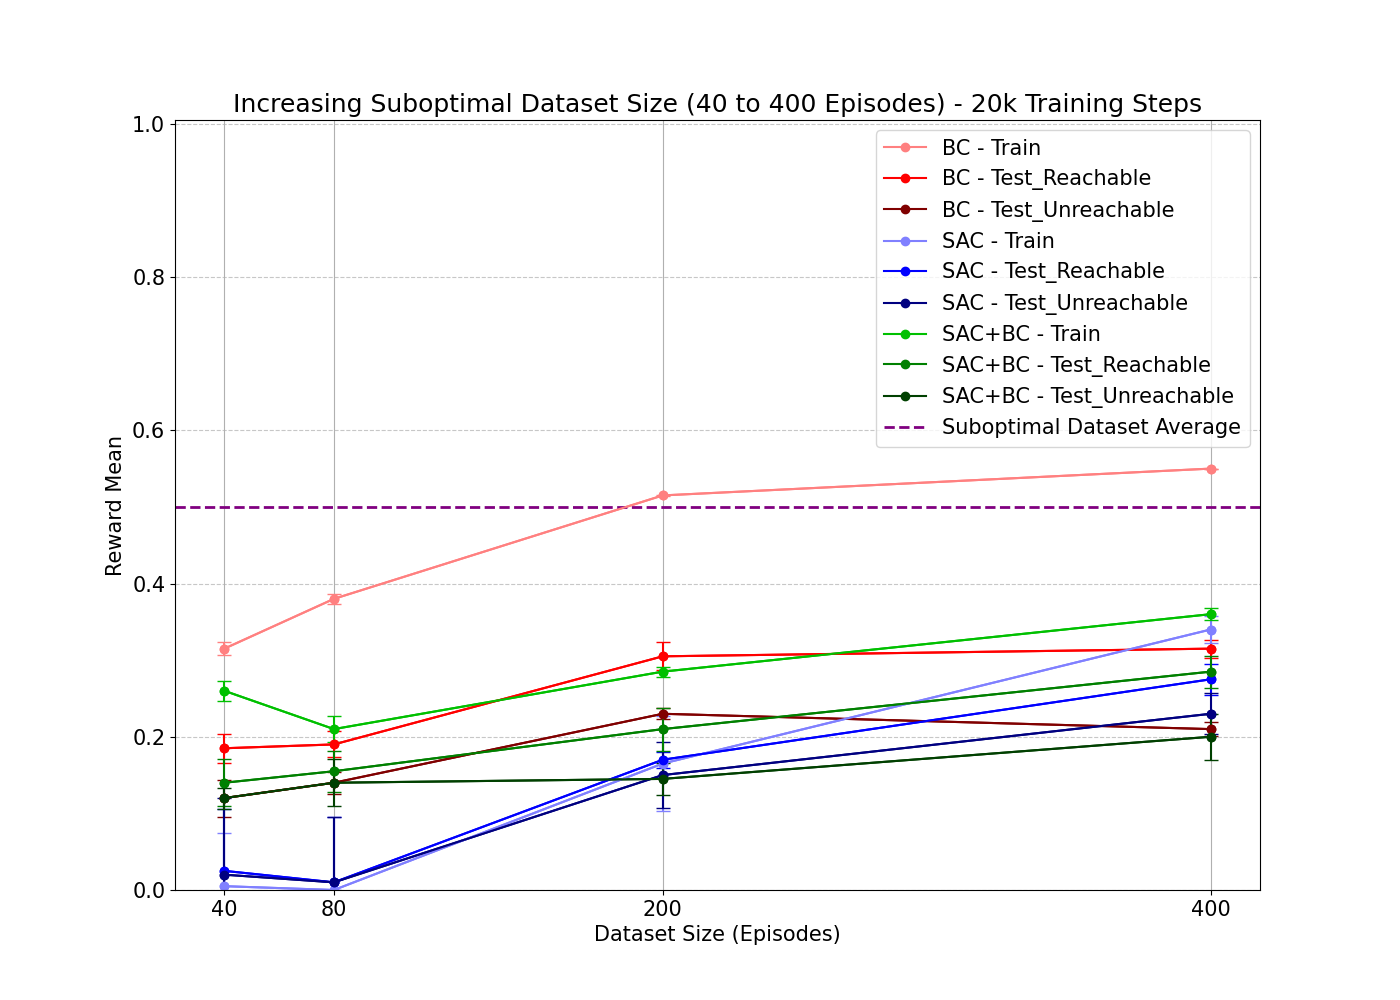 Increasing Suboptimal Dataset Size (40 to 400 Episodes) - 20k Training Steps
1.0
0.8
0.6
0.4
0.2
0.0
Reward Mean
BC - Train
BC - Test_Reachable
BC - Test_Unreachable
SAC - Train
SAC - Test_Reachable
SAC - Test_Unreachable
SAC+BC - Train
SAC+BC - Test_Reachable
SAC+BC - Test_Unreachable
Suboptimal Dataset Average
40 80 200 400
Dataset Size (Episodes)